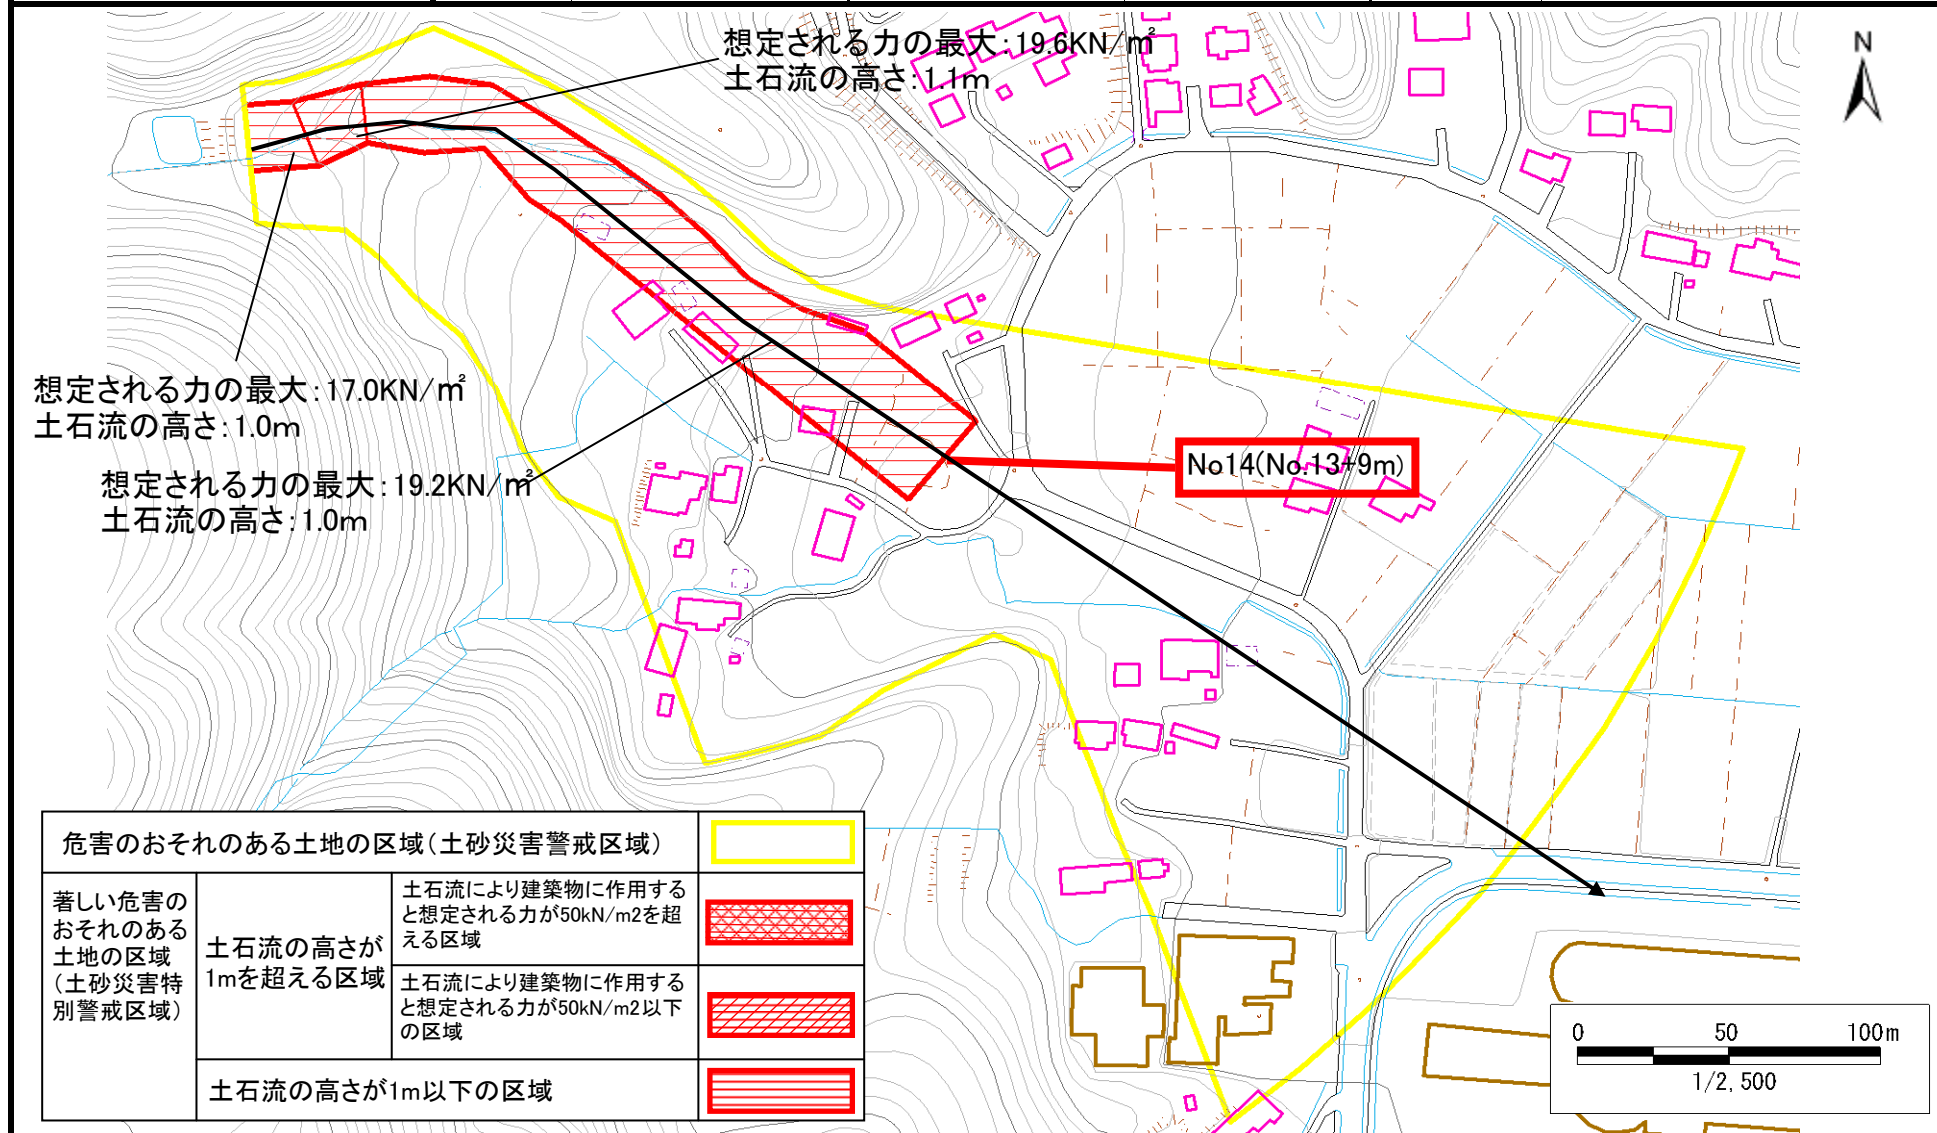 想定される力の最大:19.6KN/㎡
土石流の高さ:1.1m
N
想定される力の最大:17.0KN/㎡
土石流の高さ:1.0m
想定される力の最大:19.2KN/㎡
土石流の高さ:1.0m
No14(No.13+9m)
危害のおそれのある土地の区域(土砂災害警戒区域)
著しい危害の
おそれのある
土地の区域
(土砂災害特
別警戒区域)
土石流の高さが
1mを超える区域
土石流により建築物に作用する
と想定される力が50kN/m2を超
える区域
土石流により建築物に作用する
と想定される力が50kN/m2以下
の区域
土石流の高さが1m以下の区域
0 50 100m
1/2,500